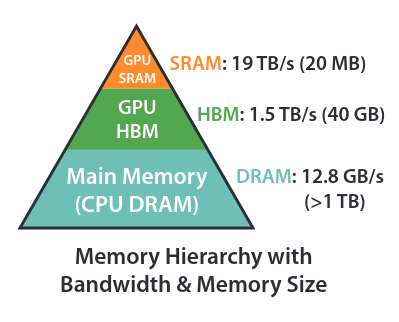 GPU
SRAM
SRAM: 19 TB/s (20 MB)
GPU
HBM
HBM: 1.5 TB/s (40 GB)
Main Memory
(CPU DRAM)
DRAM: 12.8 GB/s
(>1 TB)
Memory Hierarchy with
Bandwidth & Memory Size